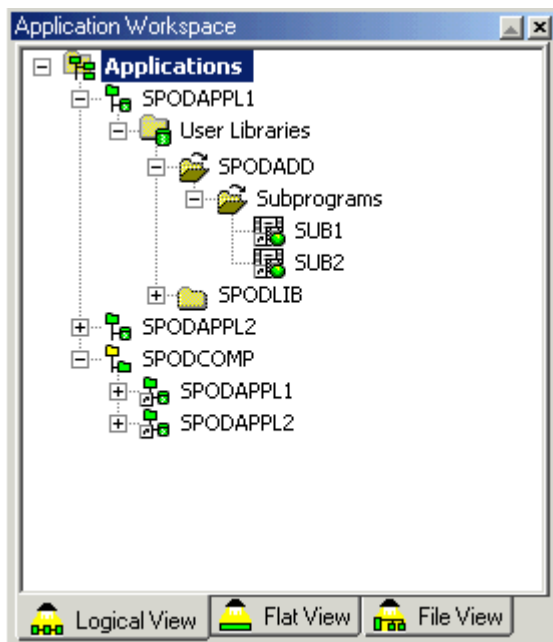 Application Workspace
Applications
SPODAPPL1
User Libraries
SPODADD
Subprograms
SUB1
SUB2
SPODLIB
SPODAPPL2
SPODCOMP
SPODAPPL1
SPODAPPL2
Logical View Flat View File View